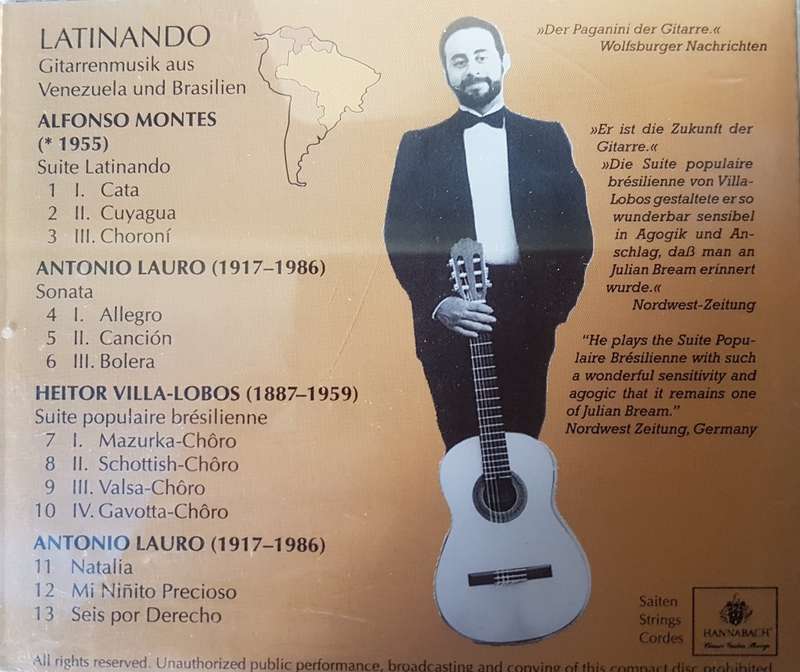 LATINANDO
Gitarrenmusik aus
Venezuela und Brasilien
ALFONSO MONTES
(* 1955)
Suite Latinando
1 I. Cata
2 II. Cuyagua
3 III. Choroní
ANTONIO LAURO (1917–1986)
Sonata
4 I. Allegro
5 II. Canción
6 III. Bolera
HEITOR VILLA-LOBOS (1887–1959)
Suite populaire brésilienne
7 I. Mazurka-Chôro
8 II. Schottish-Chôro
9 III. Valsa-Chôro
10 IV. Gavotta-Chôro
ANTONIO LAURO (1917–1986)
11 Natalia
12 Mi Niñito Precioso
13 Seis por Derecho
»Der Paganini der Gitarre.«
Wolfsburger Nachrichten
»Er ist die Zukunft der
Gitarre.«
»Die Suite populaire
brésilienne von Villa-
Lobos gestaltete er so
wunderbar sensibel
in Agogik und An-
schlag, daß man an
Julian Bream erinnert
wurde.«
Nordwest-Zeitung
"He plays the Suite Popu-
laire Brésilienne with such
a wonderful sensitivity and
agogic that it remains one
of Julian Bream."
Nordwest Zeitung, Germany
Saiten
Strings
Cordes
HANNABACH
All rights reserved. Unauthorized public performance, broadcasting and copying of this compact disc prohibited